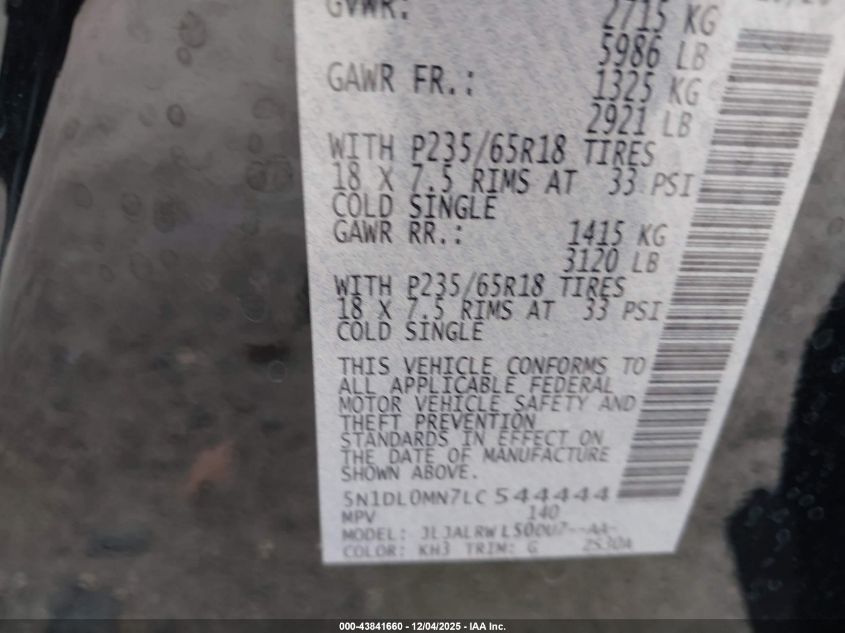 GVWR: 2715 KG
5986 LB
GAWR FR.: 1325 KG
2921 LB
WITH P235/65R18 TIRES
18 X 7.5 RIMS AT 33 PSI
COLD SINGLE
GAWR RR.: 1415 KG
3120 LB
WITH P235/65R18 TIRES
18 X 7.5 RIMS AT 33 PSI
COLD SINGLE
THIS VEHICLE CONFORMS TO
ALL APPLICABLE FEDERAL
MOTOR VEHICLE SAFETY AND
THEFT PREVENTION
STANDARDS IN EFFECT ON
THE DATE OF MANUFACTURE
SHOWN ABOVE.
5N1DL0MN7LC544444
MPV 140
MODEL: JLJALRWL50UU7--AA-
COLOR: KH3 TRIM: G 2530A
000-43841660 - 12/04/2025 - IAA Inc.